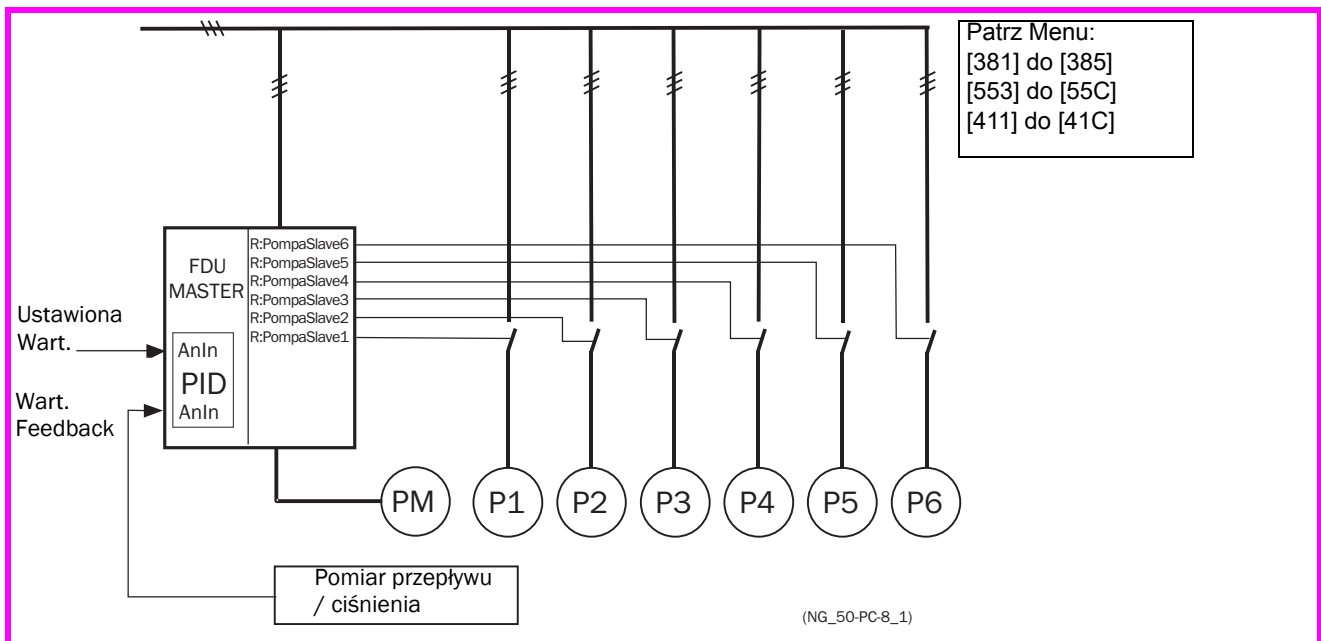 Patrz Menu:
[381] do [385]
[553] do [55C]
[411] do [41C]
R:PompaSlave6
R:PompaSlave5
R:PompaSlave4
R:PompaSlave3
R:PompaSlave2
R:PompaSlave1
FDU
MASTER
Ustawiona
Wart.
AnIn
PID
AnIn
Wart.
Feedback
PM
P1
P2
P3
P4
P5
P6
Pomiar przepływu
/ ciśnienia
(NG_50-PC-8_1)